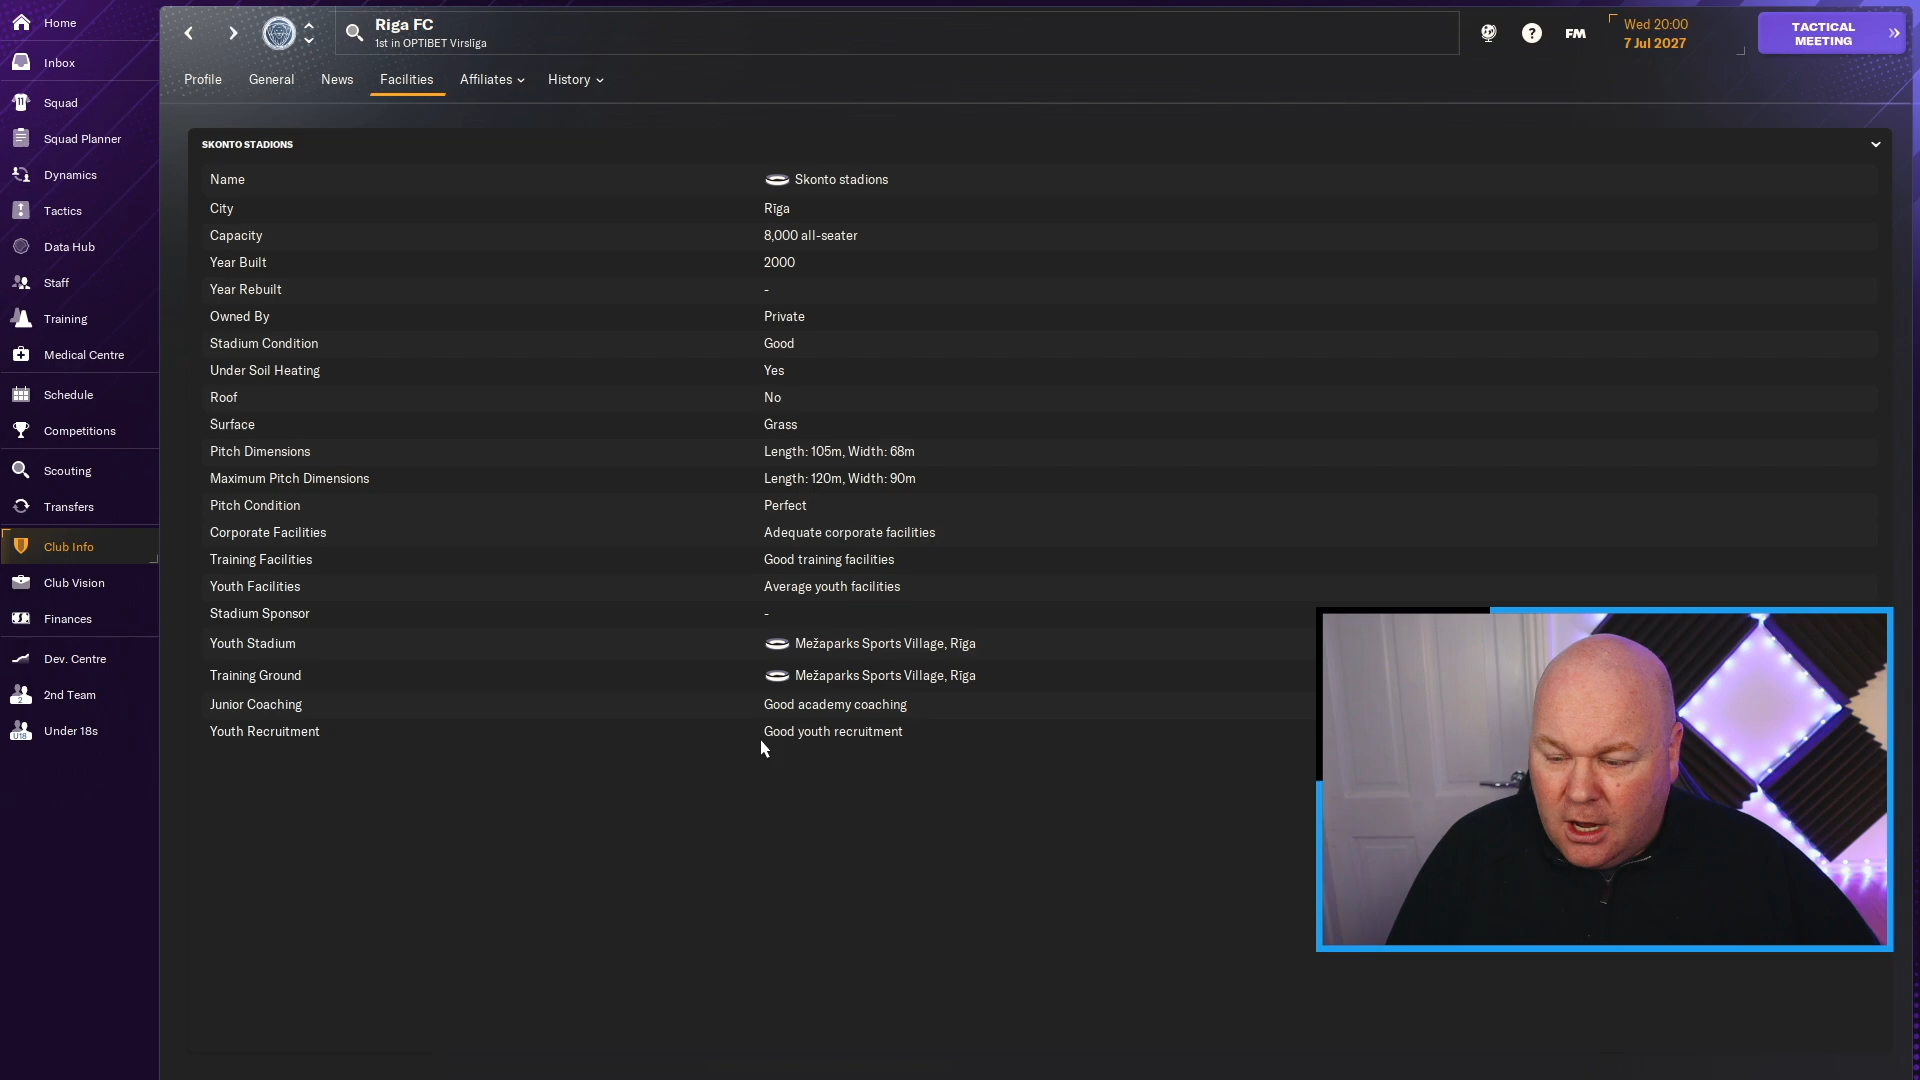 Home
Inbox
Squad
Squad Planner
Dynamics
Tactics
Data Hub
Staff
Training
Medical Centre
Schedule
Competitions
Scouting
Transfers
Club Info
Club Vision
Finances
Dev. Centre
2nd Team
Under 18s
11
2
U18
Riga FC
1st in OPTIBET Virslīga
?
FM
Wed 20:00
7 Jul 2027
TACTICAL
MEETING
Profile
General
News
Facilities
Affiliates
History
SKONTO STADIONS
Name Skonto stadions
City Rīga
Capacity 8,000 all-seater
Year Built 2000
Year Rebuilt -
Owned By Private
Stadium Condition Good
Under Soil Heating Yes
Roof No
Surface Grass
Pitch Dimensions Length: 105m, Width: 68m
Maximum Pitch Dimensions Length: 120m, Width: 90m
Pitch Condition Perfect
Corporate Facilities Adequate corporate facilities
Training Facilities Good training facilities
Youth Facilities Average youth facilities
Stadium Sponsor -
Youth Stadium Mežaparks Sports Village, Rīga
Training Ground Mežaparks Sports Village, Rīga
Junior Coaching Good academy coaching
Youth Recruitment Good youth recruitment